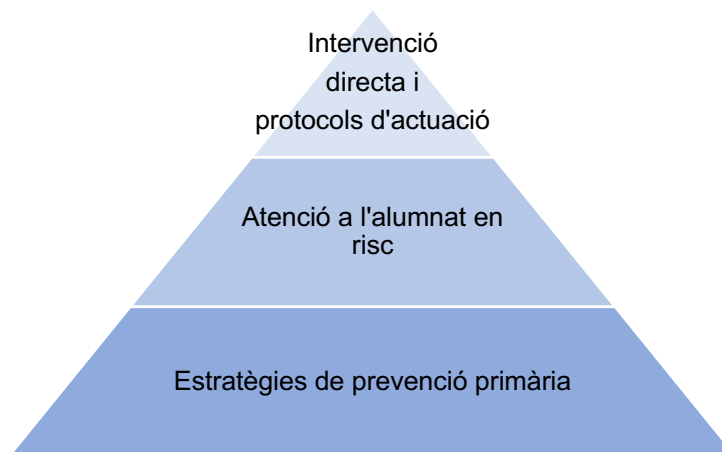 Intervenció
directa i
protocols d'actuació
Atenció a l'alumnat en
risc
Estratègies de prevenció primària